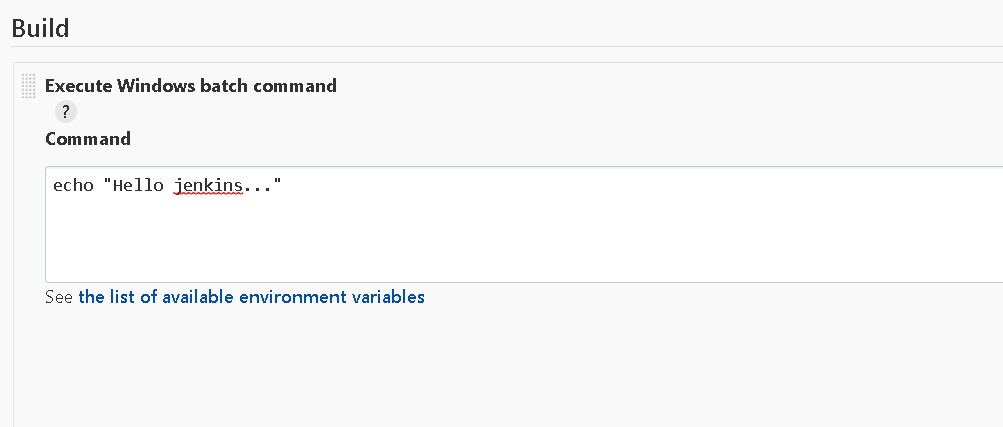 Build
Execute Windows batch command
?
Command
echo "Hello jenkins..."
See the list of available environment variables